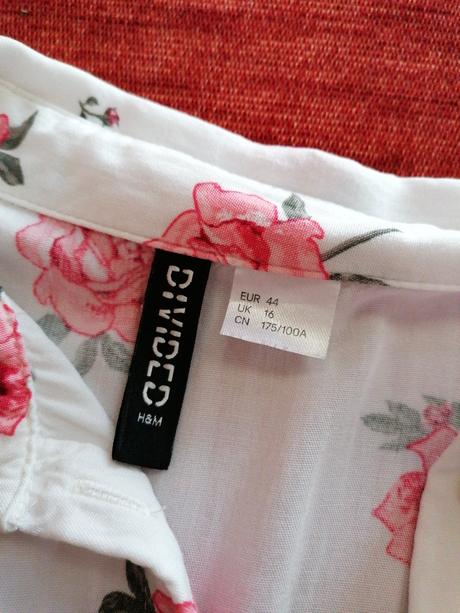 DIVIDED
H&M
EUR 44
UK 16
CN 175/100A